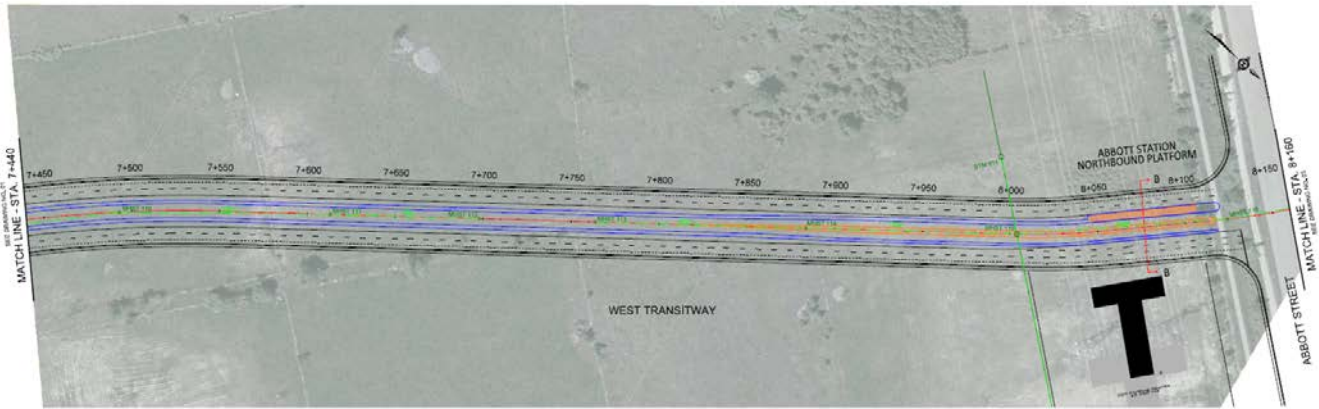 MATCH LINE - STA. 7+440
7+450
7+500
7+550
7+600
7+650
7+700
7+750
7+800
7+850
7+900
7+950
8+000
8+050
8+100
8+150
ABBOTT STATION
NORTHBOUND PLATFORM
B
B
WEST TRANSITWAY
T
MATCH LINE - STA. 8+160
ABBOTT STREET